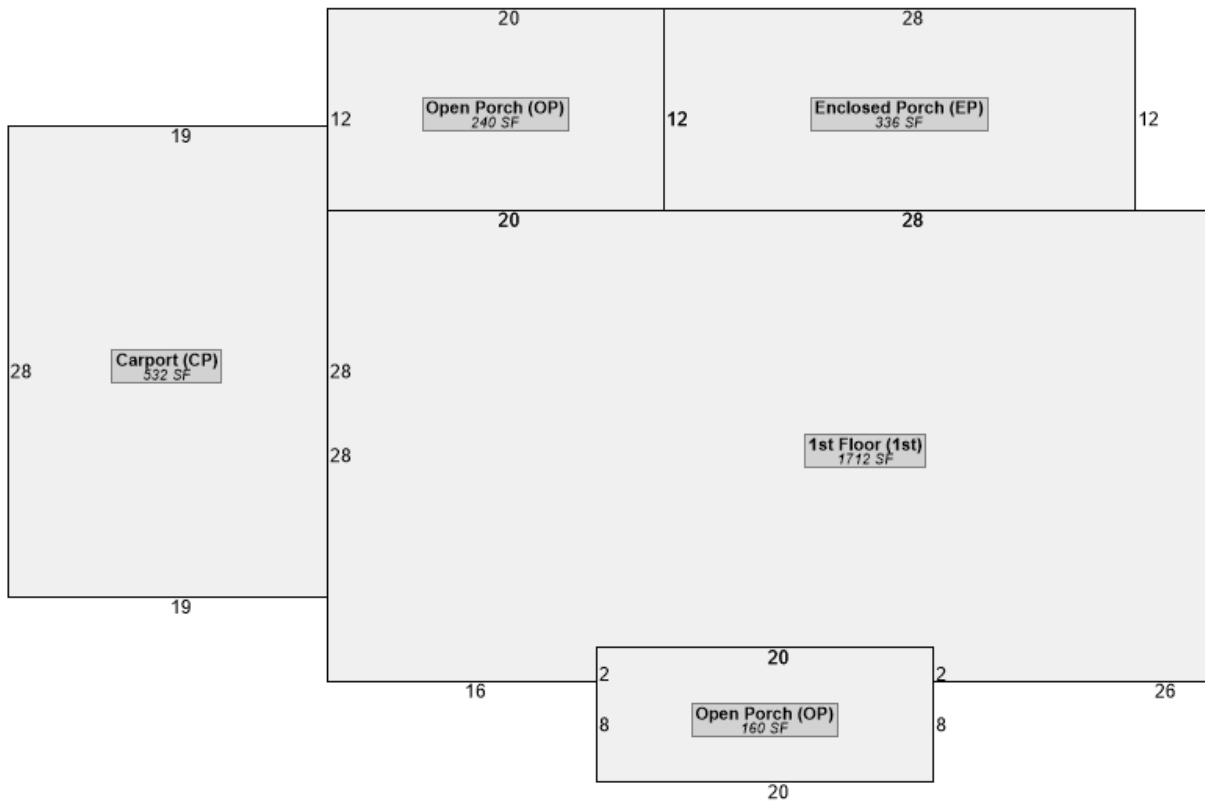 20
28
12
Open Porch (OP)
240 SF
12
Enclosed Porch (EP)
336 SF
12
19
20
28
28
Carport (CP)
532 SF
28
28
1st Floor (1st)
1712 SF
19
20
2
2
16
26
8
Open Porch (OP)
160 SF
8
20